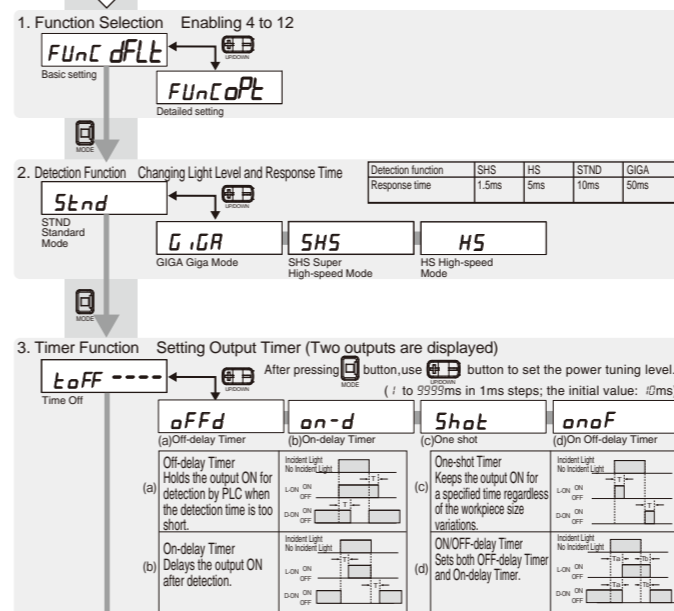 1. Function Selection Enabling 4 to 12
FUnC dFLt
UP/DOWN
Basic setting
FUnC oPt
Detailed setting
MODE
2. Detection Function Changing Light Level and Response Time
Detection function SHS HS STND GIGA
Response time 1.5ms 5ms 10ms 50ms
Stnd
UP/DOWN
STND
Standard
Mode
GiGA SHS HS
GIGA Giga Mode
SHS Super
High-speed Mode
HS High-speed
Mode
MODE
3. Timer Function Setting Output Timer (Two outputs are displayed)
toFF ----
Time Off
UP/DOWN
After pressing MODE button,use UP/DOWN button to set the power tuning level.
( 1 to 9999ms in 1ms steps; the initial value: 10ms
oFFd on-d Shot onoF
(a)Off-delay Timer (b)On-delay Timer (c)One shot (d)On Off-delay Timer
(a)
Off-delay Timer
Holds the output ON for
detection by PLC when
the detection time is too
short.
Incident Light
No Incident Light
T
L-ON ON
OFF
T
D-ON ON
OFF
(c)
One-shot Timer
Keeps the output ON for
a specified time regardless
of the workpiece size
variations.
Incident Light
No Incident Light
T
L-ON ON
OFF
T
D-ON ON
OFF
(b)
On-delay Timer
Delays the output ON
after detection.
Incident Light
No Incident Light
T
L-ON ON
OFF
T
D-ON ON
OFF
(d)
ON/OFF-delay Timer
Sets both OFF-delay Timer
and On-delay Timer.
Incident Light
No Incident Light
Ta Tb
L-ON ON
OFF
Ta Tb
D-ON ON
OFF